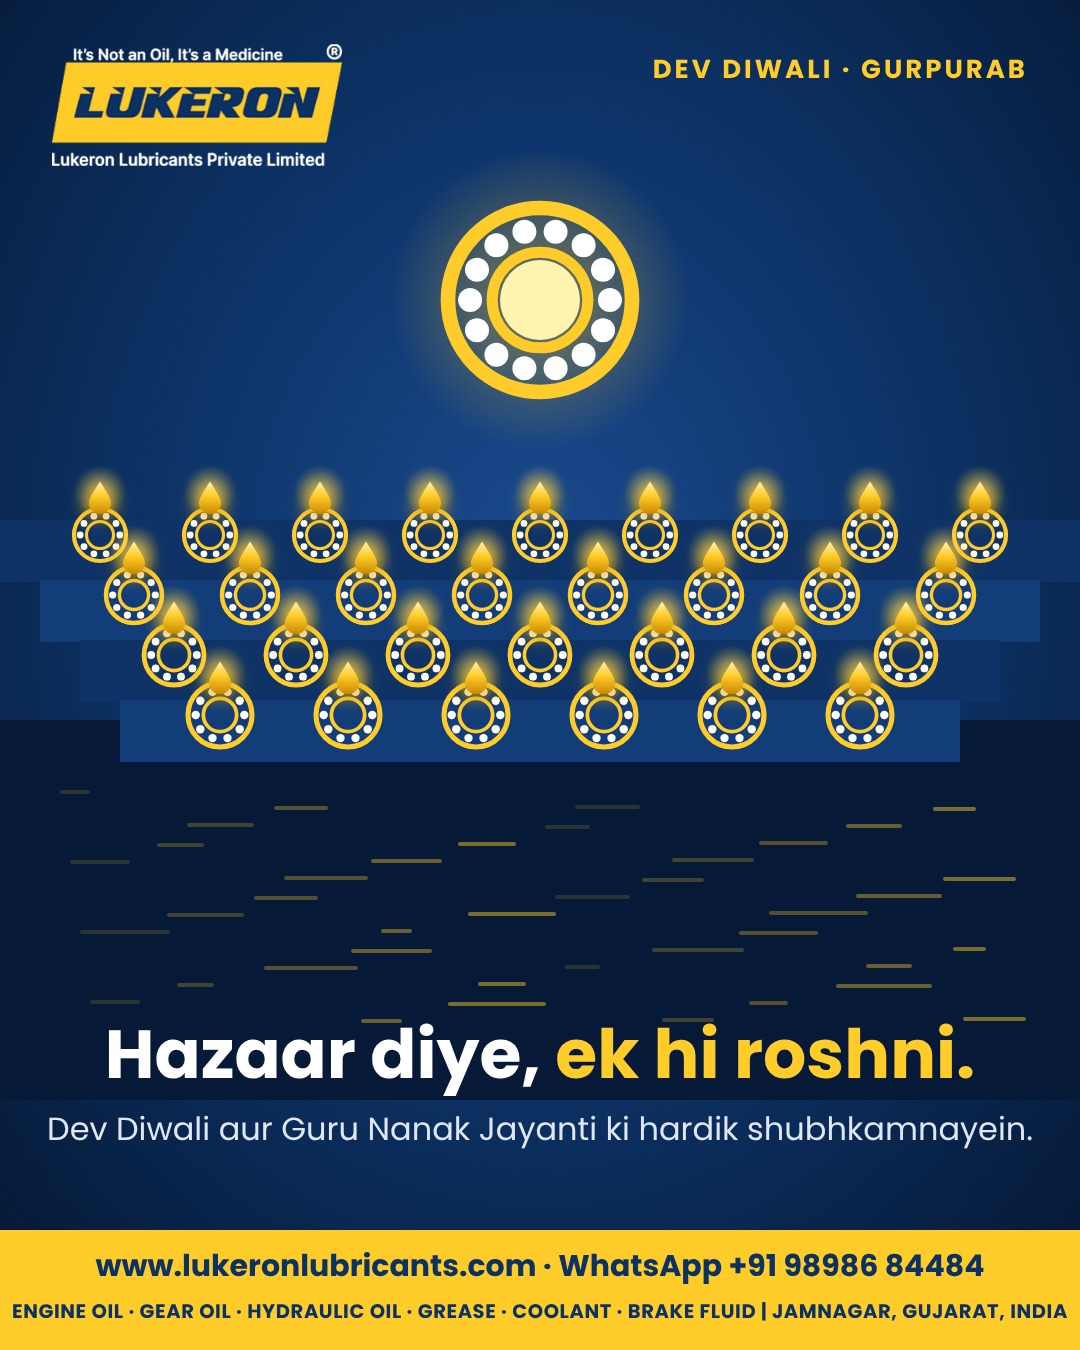 It's Not an Oil, It's a Medicine
®
LUKERON
Lukeron Lubricants Private Limited
DEV DIWALI · GURPURAB
Hazaar diye, ek hi roshni.
Dev Diwali aur Guru Nanak Jayanti ki hardik shubhkamnayein.
www.lukeronlubricants.com · WhatsApp +91 98986 84484
ENGINE OIL · GEAR OIL · HYDRAULIC OIL · GREASE · COOLANT · BRAKE FLUID | JAMNAGAR, GUJARAT, INDIA